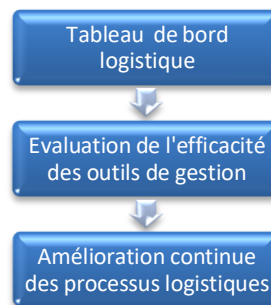 Tableau de bord
logistique
Evaluation de l'efficacité
des outils de gestion
Amélioration continue
des processus logistiques